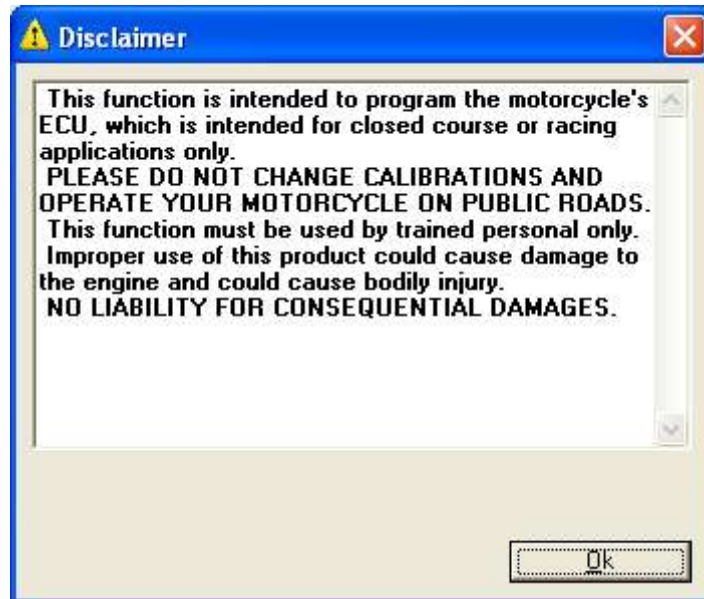 Disclaimer
This function is intended to program the motorcycle's
ECU, which is intended for closed course or racing
applications only.
PLEASE DO NOT CHANGE CALIBRATIONS AND
OPERATE YOUR MOTORCYCLE ON PUBLIC ROADS.
This function must be used by trained personal only.
Improper use of this product could cause damage to
the engine and could cause bodily injury.
NO LIABILITY FOR CONSEQUENTIAL DAMAGES.
Ok